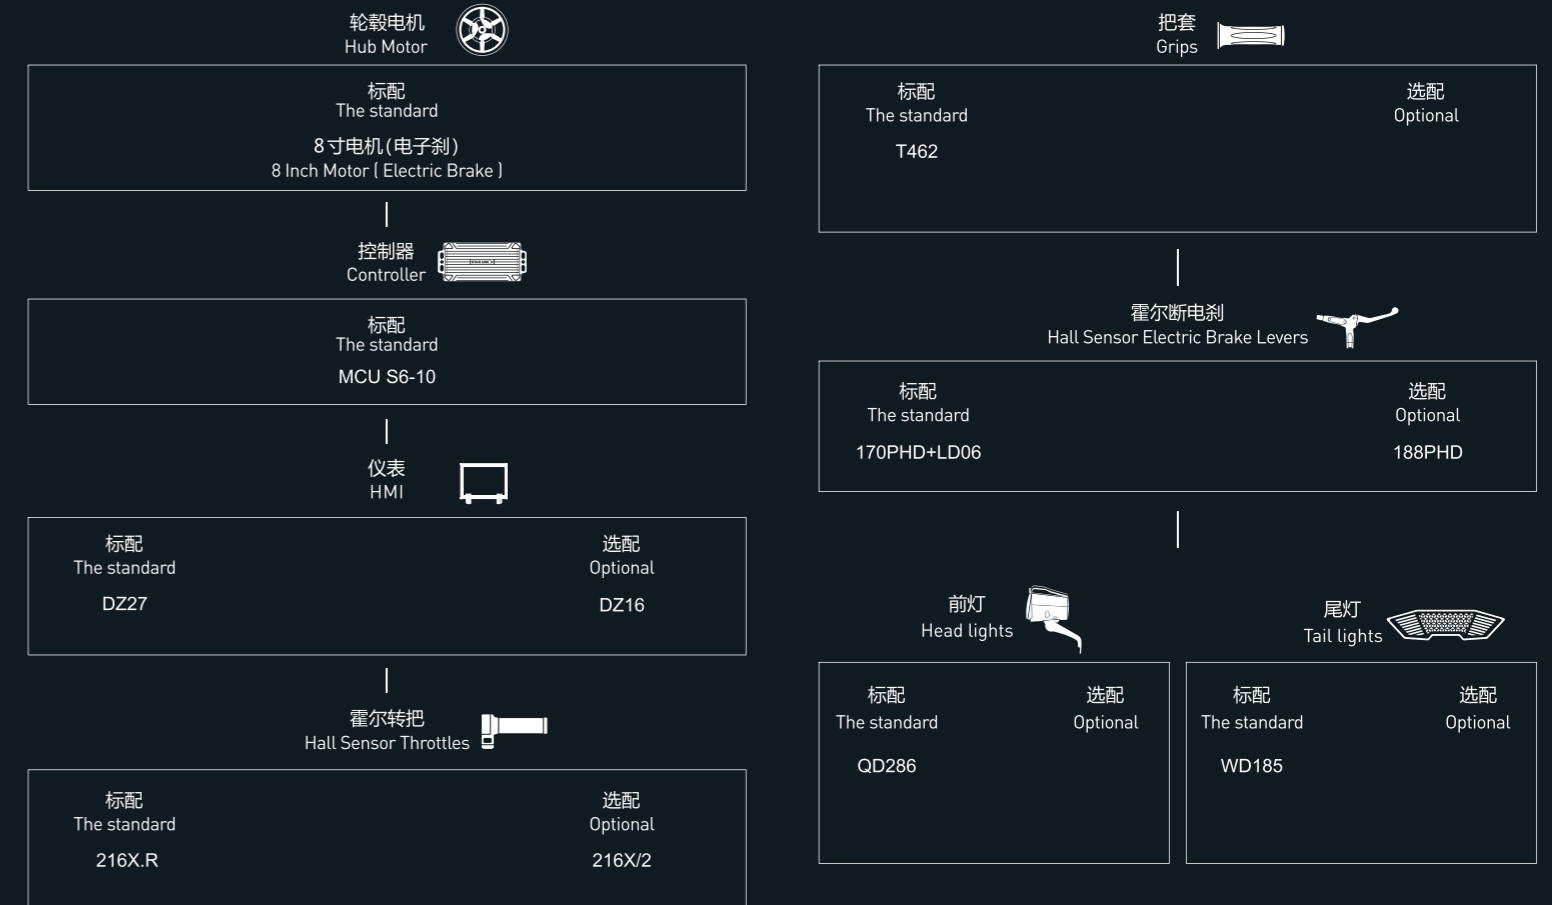 轮毂电机
Hub Motor
标配
The standard
8寸电机(电子刹)
8 Inch Motor ( Electric Brake )
控制器
Controller
标配
The standard
MCU S6-10
仪表
HMI
标配
The standard
DZ27
选配
Optional
DZ16
霍尔转把
Hall Sensor Throttles
标配
The standard
216X.R
选配
Optional
216X/2
把套
Grips
标配
The standard
T462
选配
Optional
霍尔断电刹
Hall Sensor Electric Brake Levers
标配
The standard
170PHD+LD06
选配
Optional
188PHD
前灯
Head lights
标配
The standard
QD286
选配
Optional
尾灯
Tail lights
标配
The standard
WD185
选配
Optional